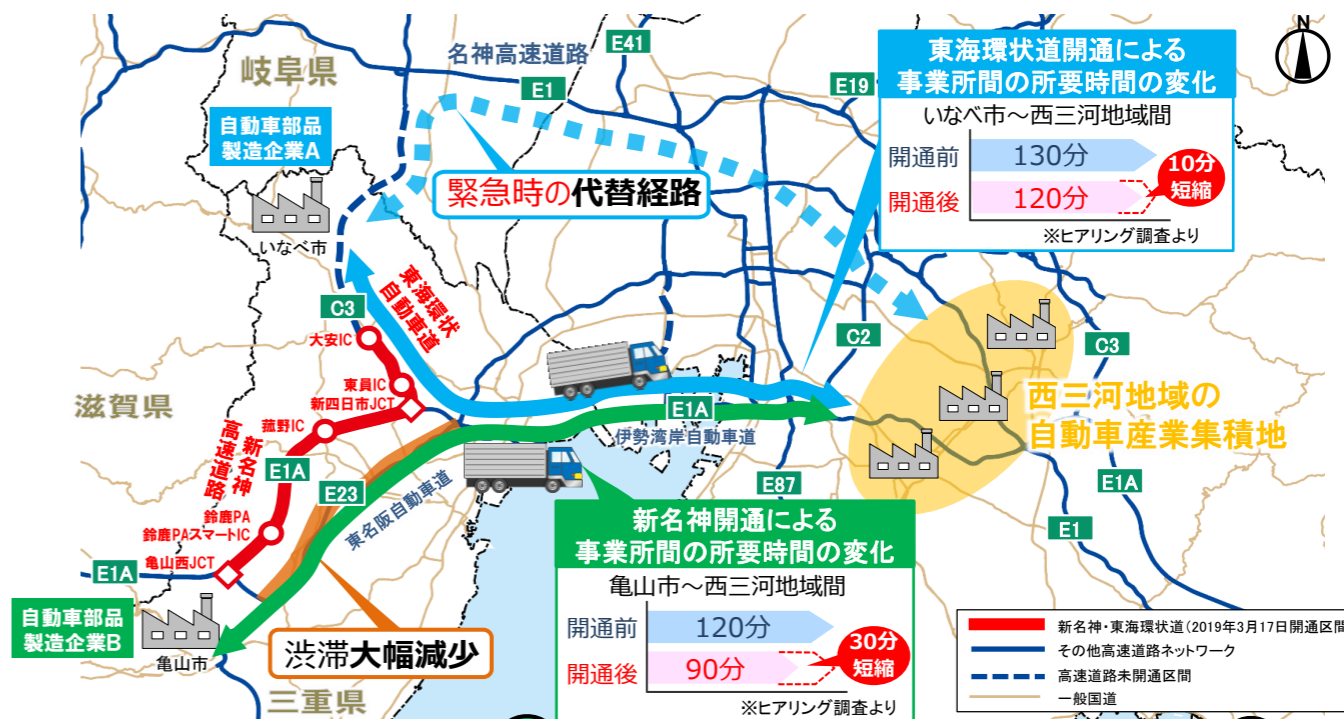 N
岐阜県
名神高速道路
E41
E1
E19
東海環状道開通による
事業所間の所要時間の変化
いなべ市～西三河地域間
開通前
130分
開通後
120分
10分
短縮
※ヒアリング調査より
自動車部品
製造企業A
いなべ市
緊急時の代替経路
C3
東海環状
自動車道
大安IC
東員IC
新四日市JCT
菰野IC
滋賀県
新名神
高速道路
E1A
E23
鈴鹿PA
鈴鹿PAスマートIC
亀山西JCT
E1A
東名阪自動車道
E1A
伊勢湾岸自動車道
C2
C3
西三河地域の
自動車産業集積地
E87
E1A
E1
自動車部品
製造企業B
亀山市
渋滞大幅減少
三重県
新名神開通による
事業所間の所要時間の変化
亀山市～西三河地域間
開通前
120分
開通後
90分
30分
短縮
※ヒアリング調査より
新名神・東海環状道(2019年3月17日開通区間
その他高速道路ネットワーク
高速道路未開通区間
一般国道